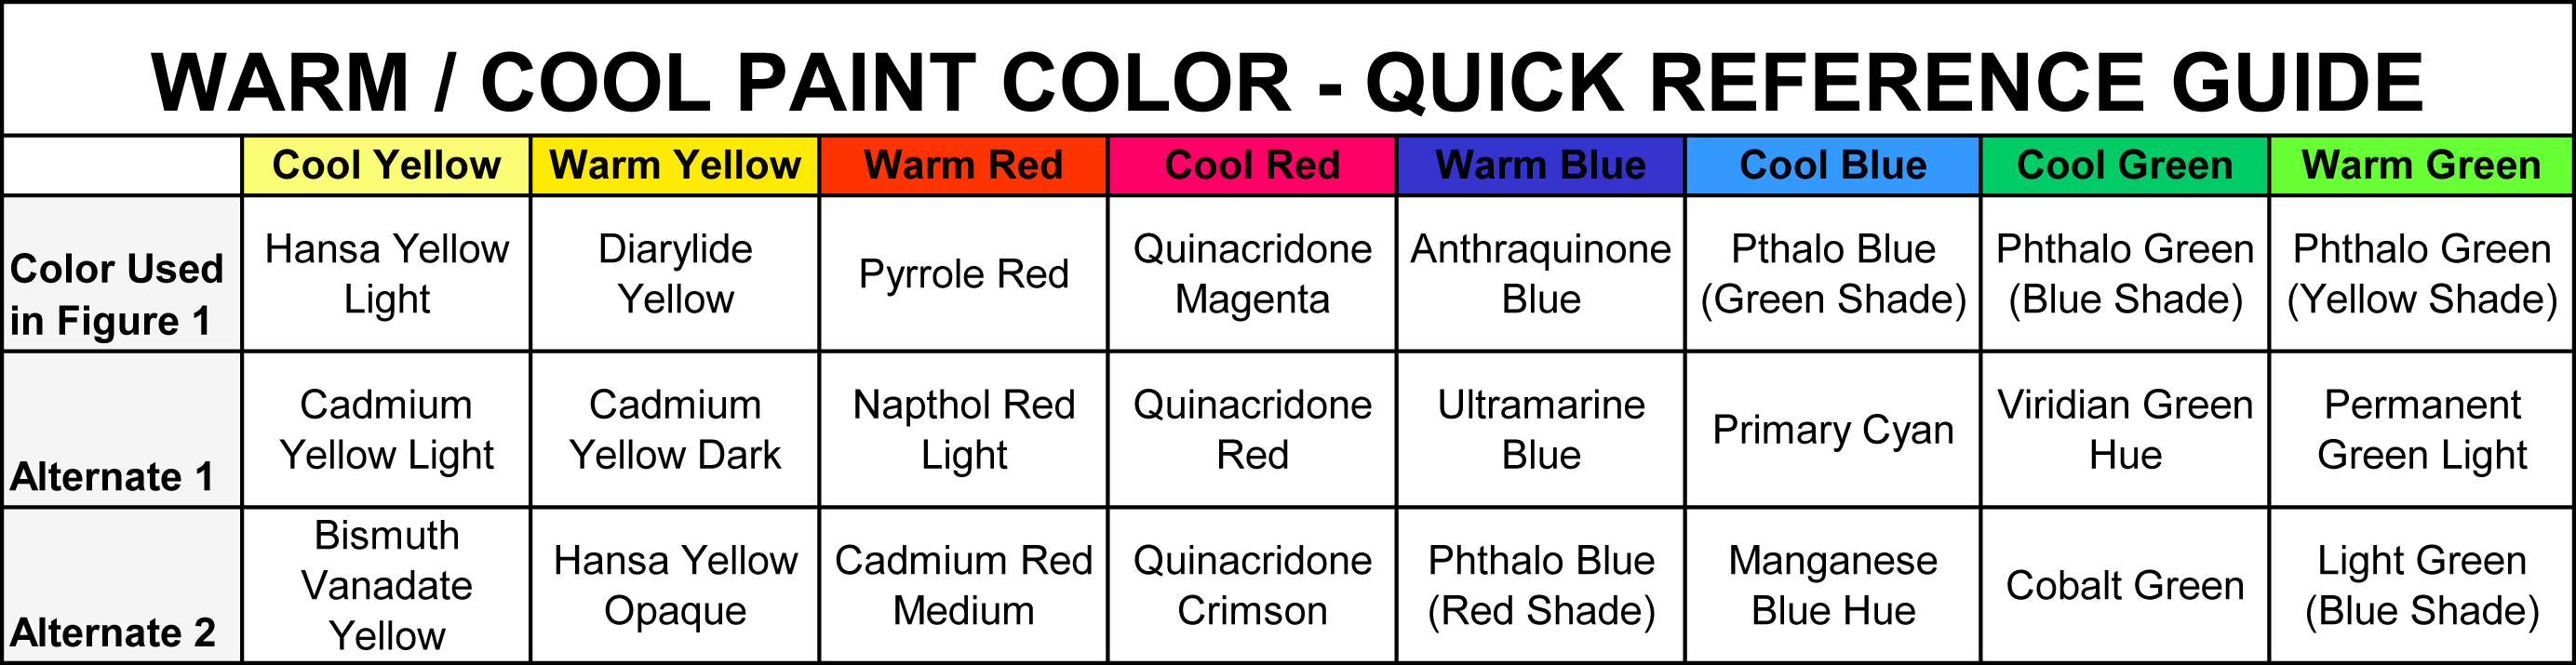 WARM / COOL PAINT COLOR - QUICK REFERENCE GUIDE
Cool Yellow Warm Yellow Warm Red Cool Red Warm Blue Cool Blue Cool Green Warm Green
Color Used
in Figure 1
Hansa Yellow
Light
Diarylide
Yellow
Pyrrole Red
Quinacridone
Magenta
Anthraquinone
Blue
Pthalo Blue
(Green Shade)
Phthalo Green
(Blue Shade)
Phthalo Green
(Yellow Shade)
Alternate 1
Cadmium
Yellow Light
Cadmium
Yellow Dark
Napthol Red
Light
Quinacridone
Red
Ultramarine
Blue
Primary Cyan
Viridian Green
Hue
Permanent
Green Light
Alternate 2
Bismuth
Vanadate
Yellow
Hansa Yellow
Opaque
Cadmium Red
Medium
Quinacridone
Crimson
Phthalo Blue
(Red Shade)
Manganese
Blue Hue
Cobalt Green
Light Green
(Blue Shade)